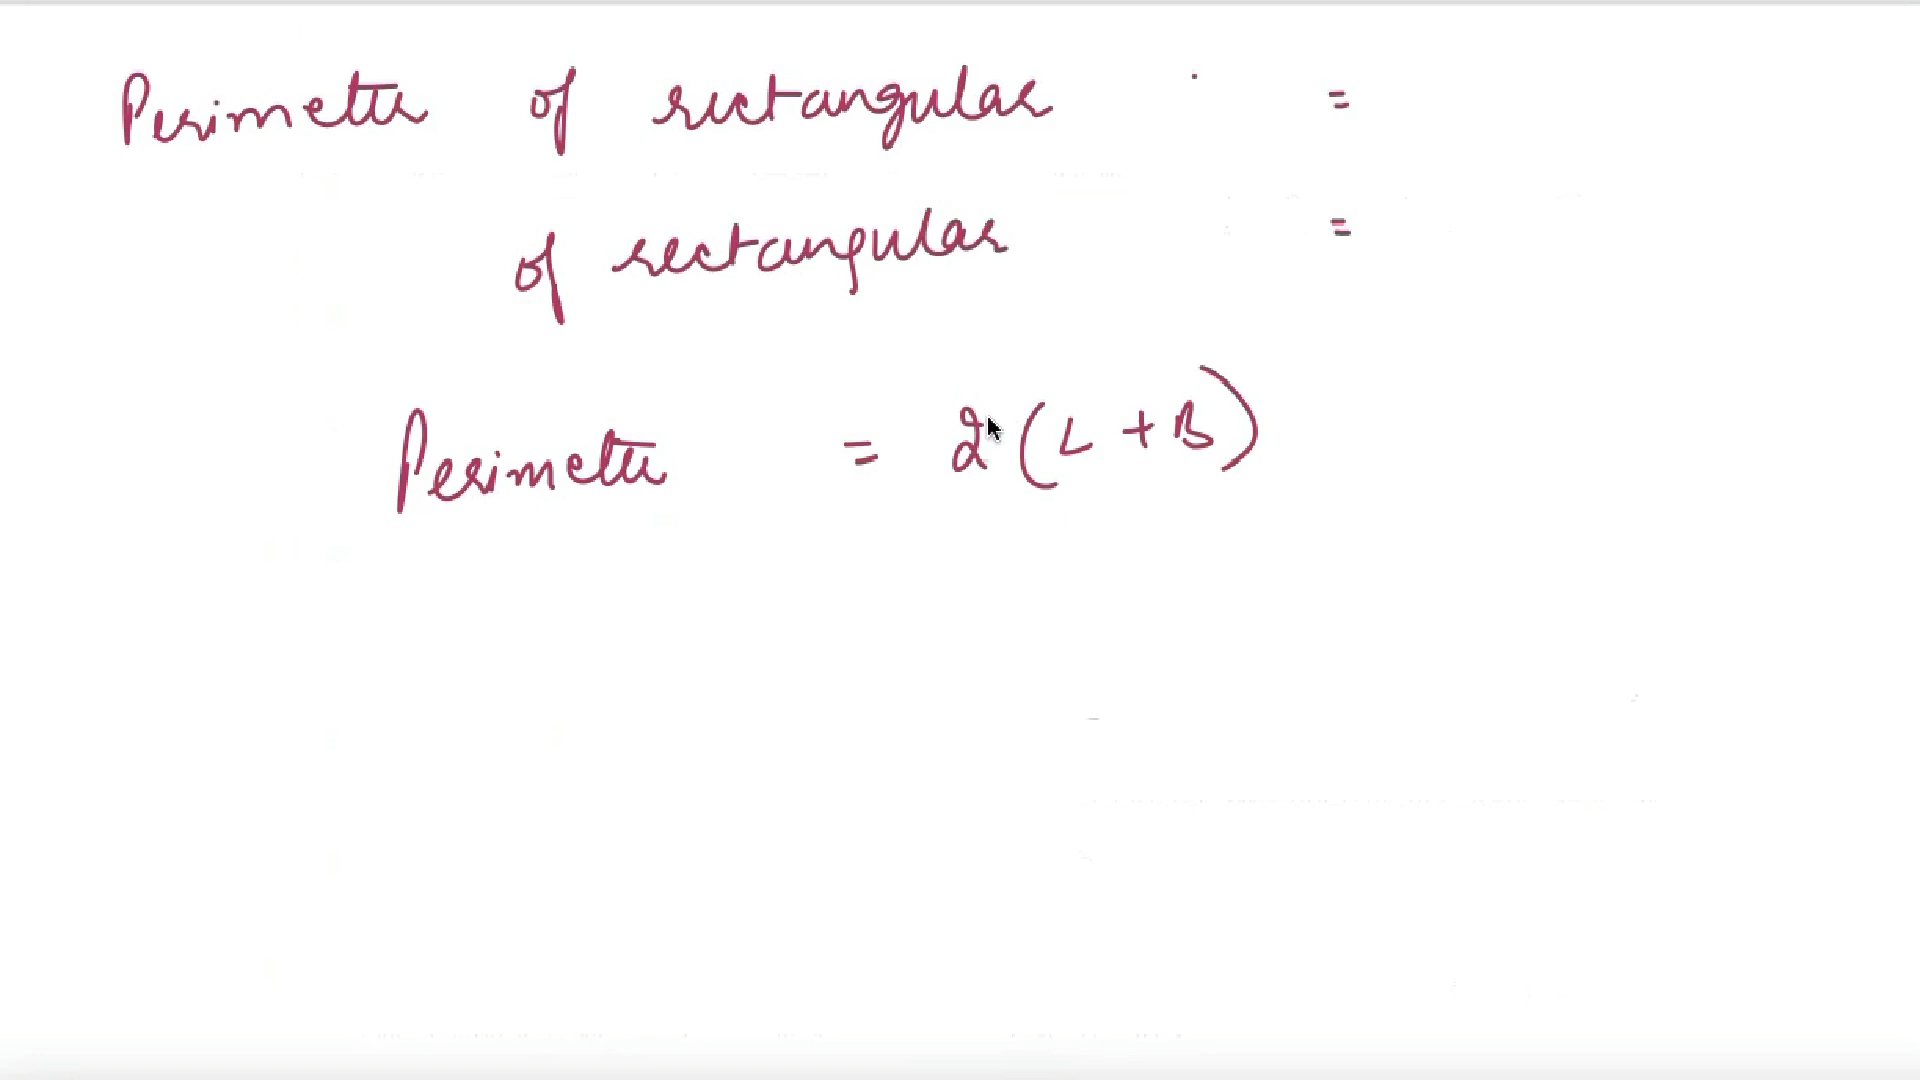 Perimeter of rectangular =
of rectangular =
Perimeter = 2 (L + B)